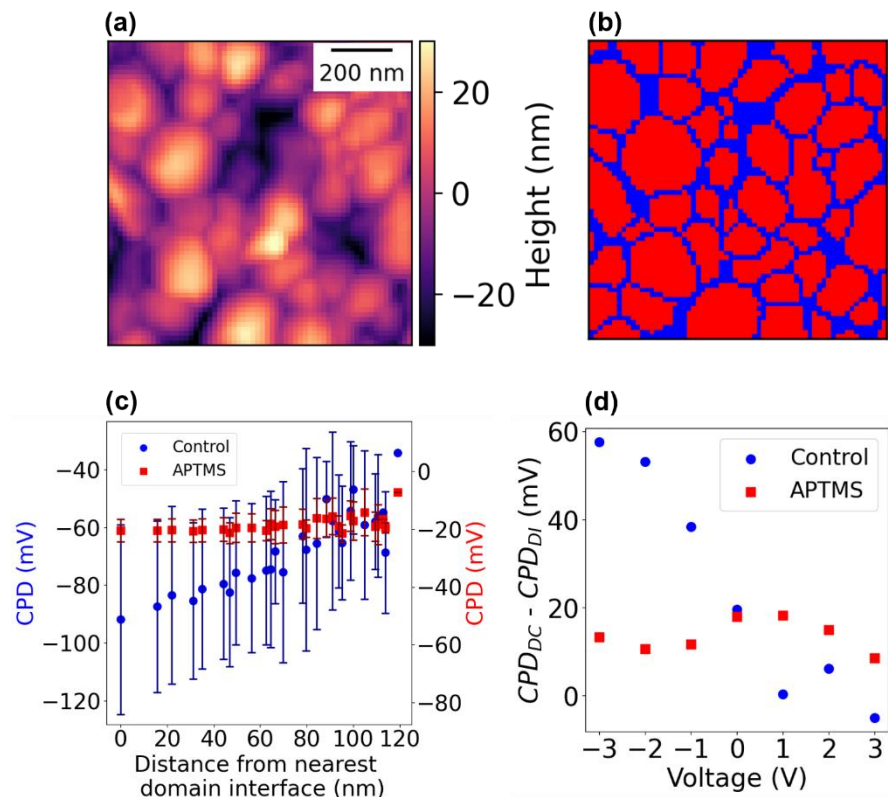 (a)
200 nm
20
0
−20
Height (nm)
(b)
(c)
Control
APTMS
−40
−60
−80
−100
−120
CPD (mV)
0
−20
−40
−60
−80
CPD (mV)
0 20 40 60 80 100 120
Distance from nearest
domain interface (nm)
(d)
Control
APTMS
60
40
20
0
CPD_DC - CPD_DI (mV)
−3 −2 −1 0 1 2 3
Voltage (V)